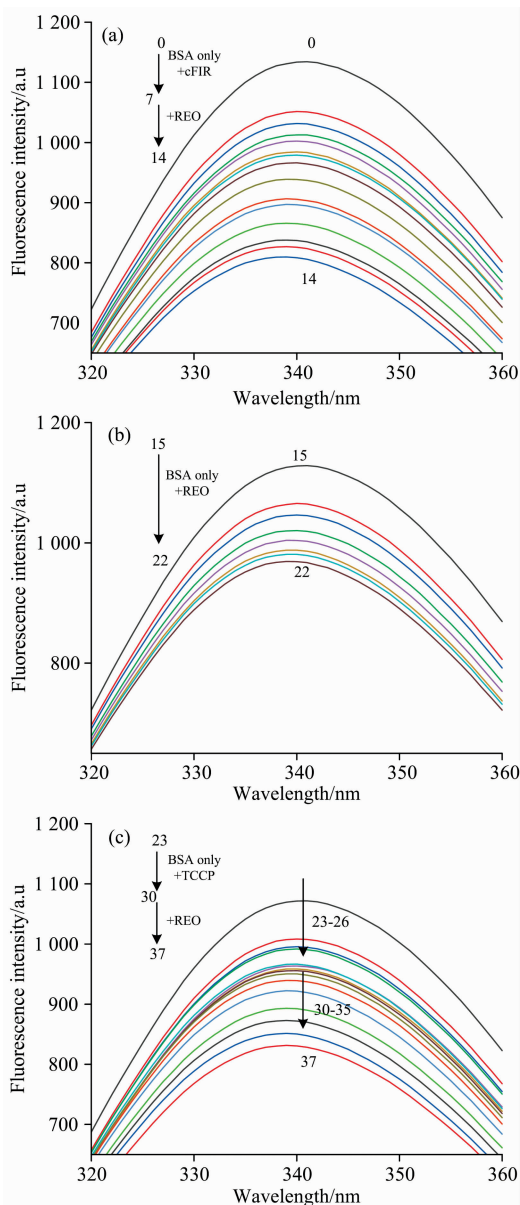 1 200
(a)
0
0
BSA only
+cFIR
1 100
7
+REO
1 000
14
900
800
14
700
Fluorescence intensity/a.u
320
330
340
350
360
Wavelength/nm
1 200
(b)
15
15
BSA only
+REO
1 000
22
22
800
Fluorescence intensity/a.u
320
330
340
350
360
Wavelength/nm
1 200
(c)
23
BSA only
+TCCP
1 100
30
23-26
+REO
1 000
37
900
30-35
800
37
700
Fluorescence intensity/a.u
320
330
340
350
360
Wavelength/nm